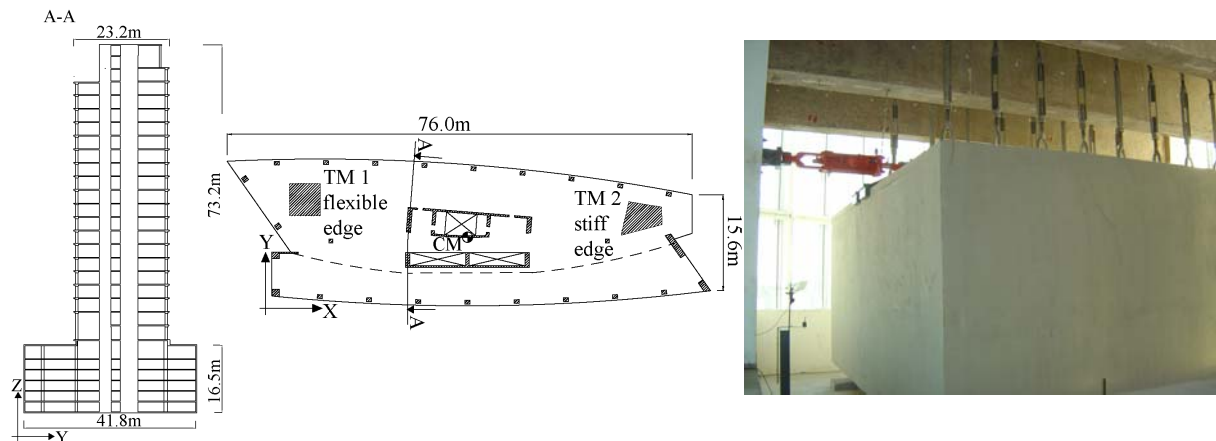 A-A
23.2m
73.2m
16.5m
41.8m
Z
Y
76.0m
A
TM 1
flexible
edge
TM 2
stiff
edge
CM
15.6m
Y
X
A